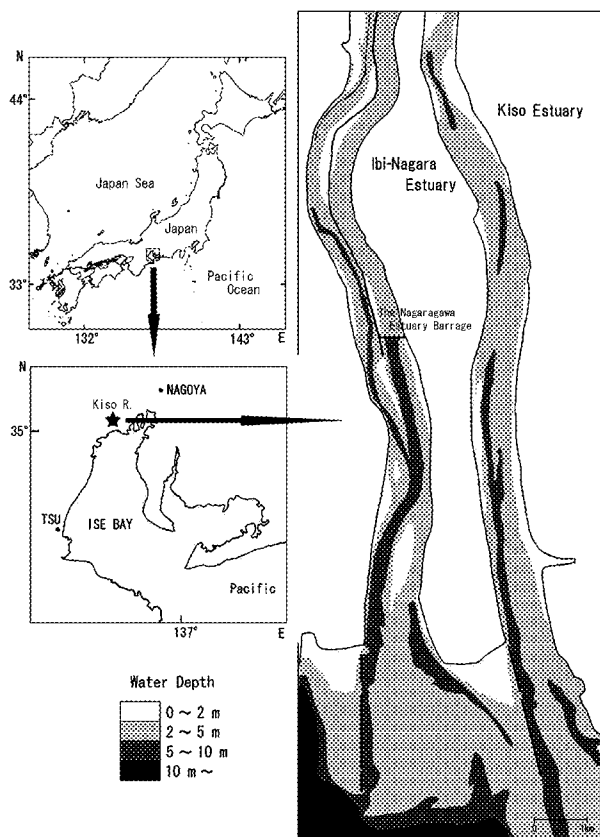 N
44°
Japan Sea
Japan
Pacific
Ocean
33°
132°
143°
E
N
NAGOYA
Kiso R.
35°
TSU
ISE BAY
Pacific
137°
E
Water Depth
0～2 m
2～5 m
5～10 m
10 m～
Kiso Estuary
Ibi-Nagara
Estuary
The Nagaragawa
Estuary Barrage